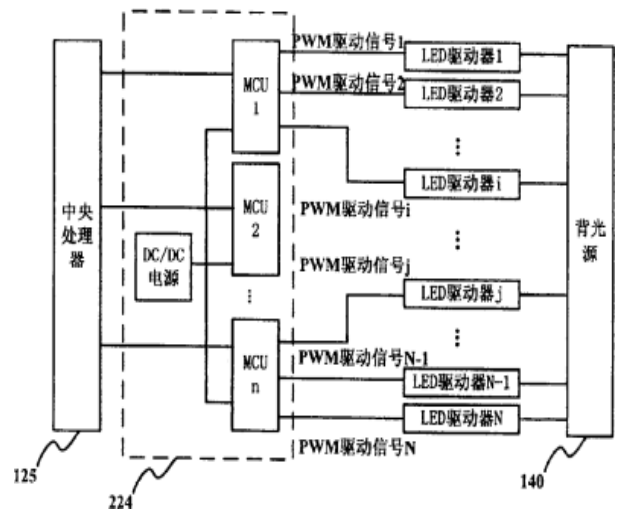 PWM驱动信号1
LED驱动器1
MCU
1
PWM驱动信号2
LED驱动器2
⋮
LED驱动器i
中央
处理
器
MCU
2
PWM驱动信号i
背光
源
DC/DC
电源
⋮
PWM驱动信号j
⋮
LED驱动器j
MCU
n
⋮
PWM驱动信号N-1
LED驱动器N-1
LED驱动器N
PWM驱动信号N
125
224
140